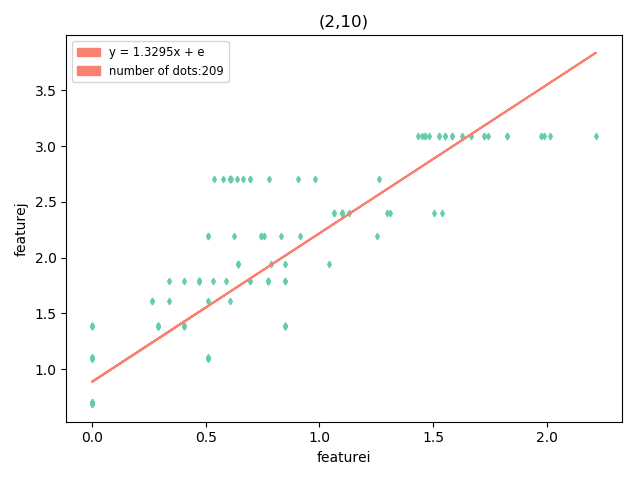 (2,10)
y = 1.3295x + e
number of dots:209
featurej
3.5
3.0
2.5
2.0
1.5
1.0
0.0 0.5 1.0 1.5 2.0
featurei